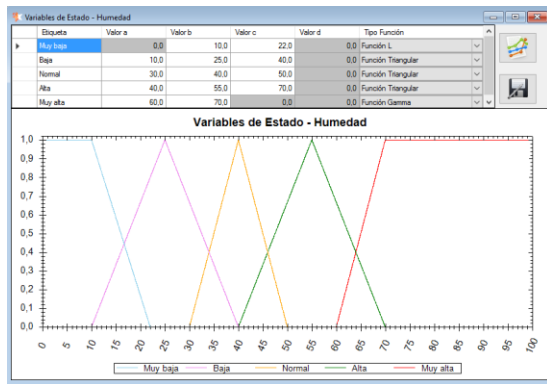 Variables de Estado - Humedad
Etiqueta Valor a Valor b Valor c Valor d Tipo Función
Muy baja 0,0 10,0 22,0 0,0 Función L
Baja 10,0 25,0 40,0 0,0 Función Triangular
Normal 30,0 40,0 50,0 0,0 Función Triangular
Alta 40,0 55,0 70,0 0,0 Función Triangular
Muy alta 60,0 70,0 0,0 0,0 Función Gamma
Variables de Estado - Humedad
1,0
0,9
0,8
0,7
0,6
0,5
0,4
0,3
0,2
0,1
0,0
0 5 10 15 20 25 30 35 40 45 50 55 60 65 70 75 80 85 90 95 100
Muy baja Baja Normal Alta Muy alta